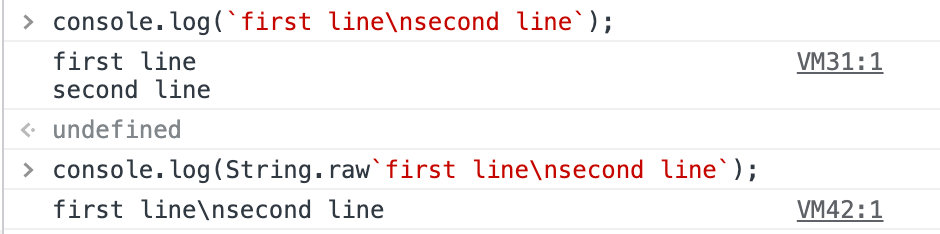 > console.log(`first line\nsecond line`);
first line VM31:1
second line
undefined
> console.log(String.raw`first line\nsecond line`);
first line\nsecond line VM42:1